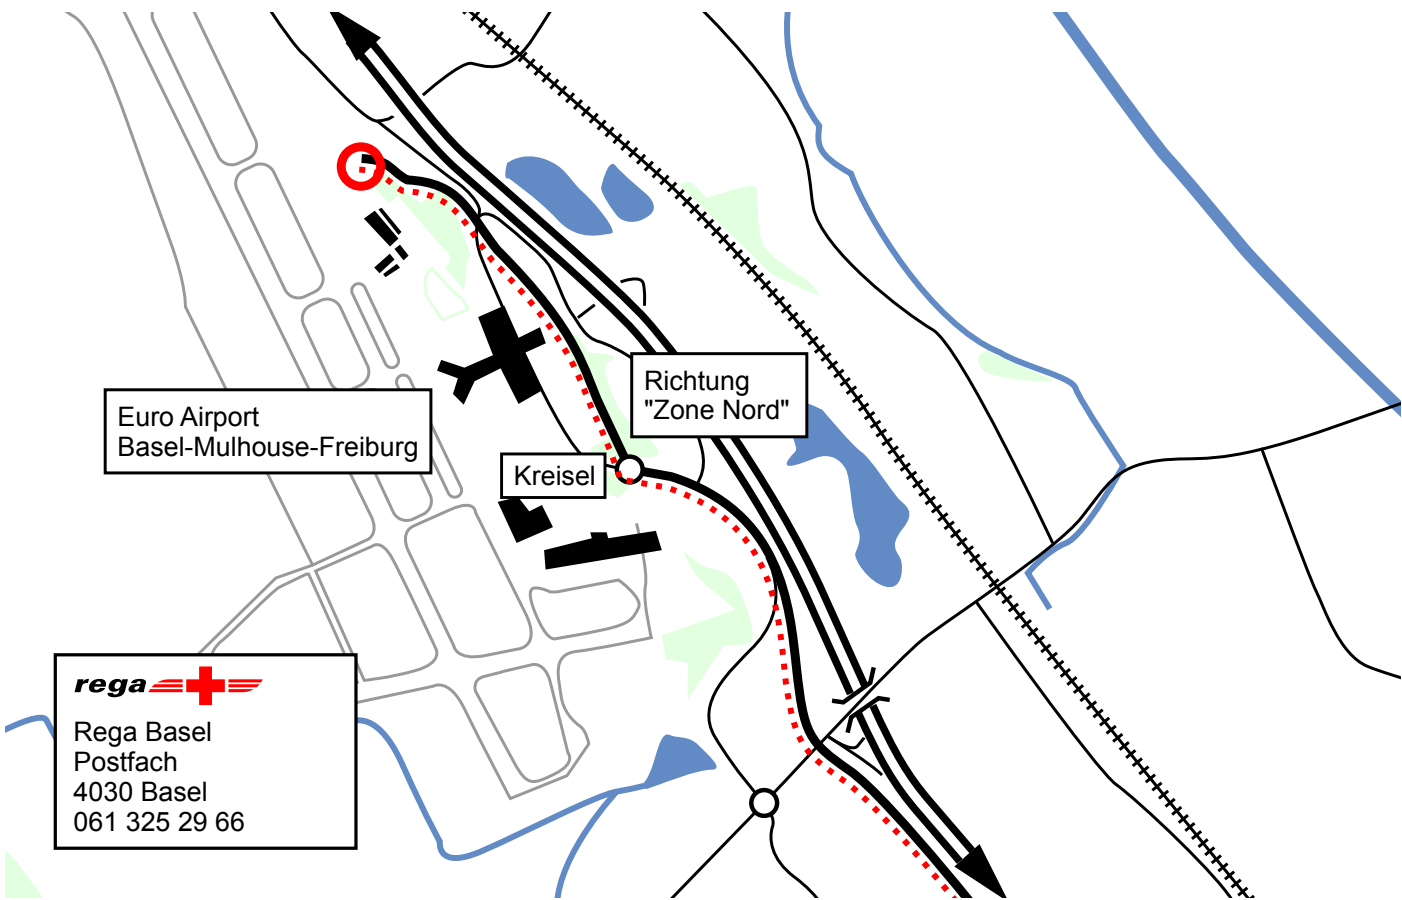 Richtung
"Zone Nord"
Euro Airport
Basel-Mulhouse-Freiburg
Kreisel
rega
Rega Basel
Postfach
4030 Basel
061 325 29 66